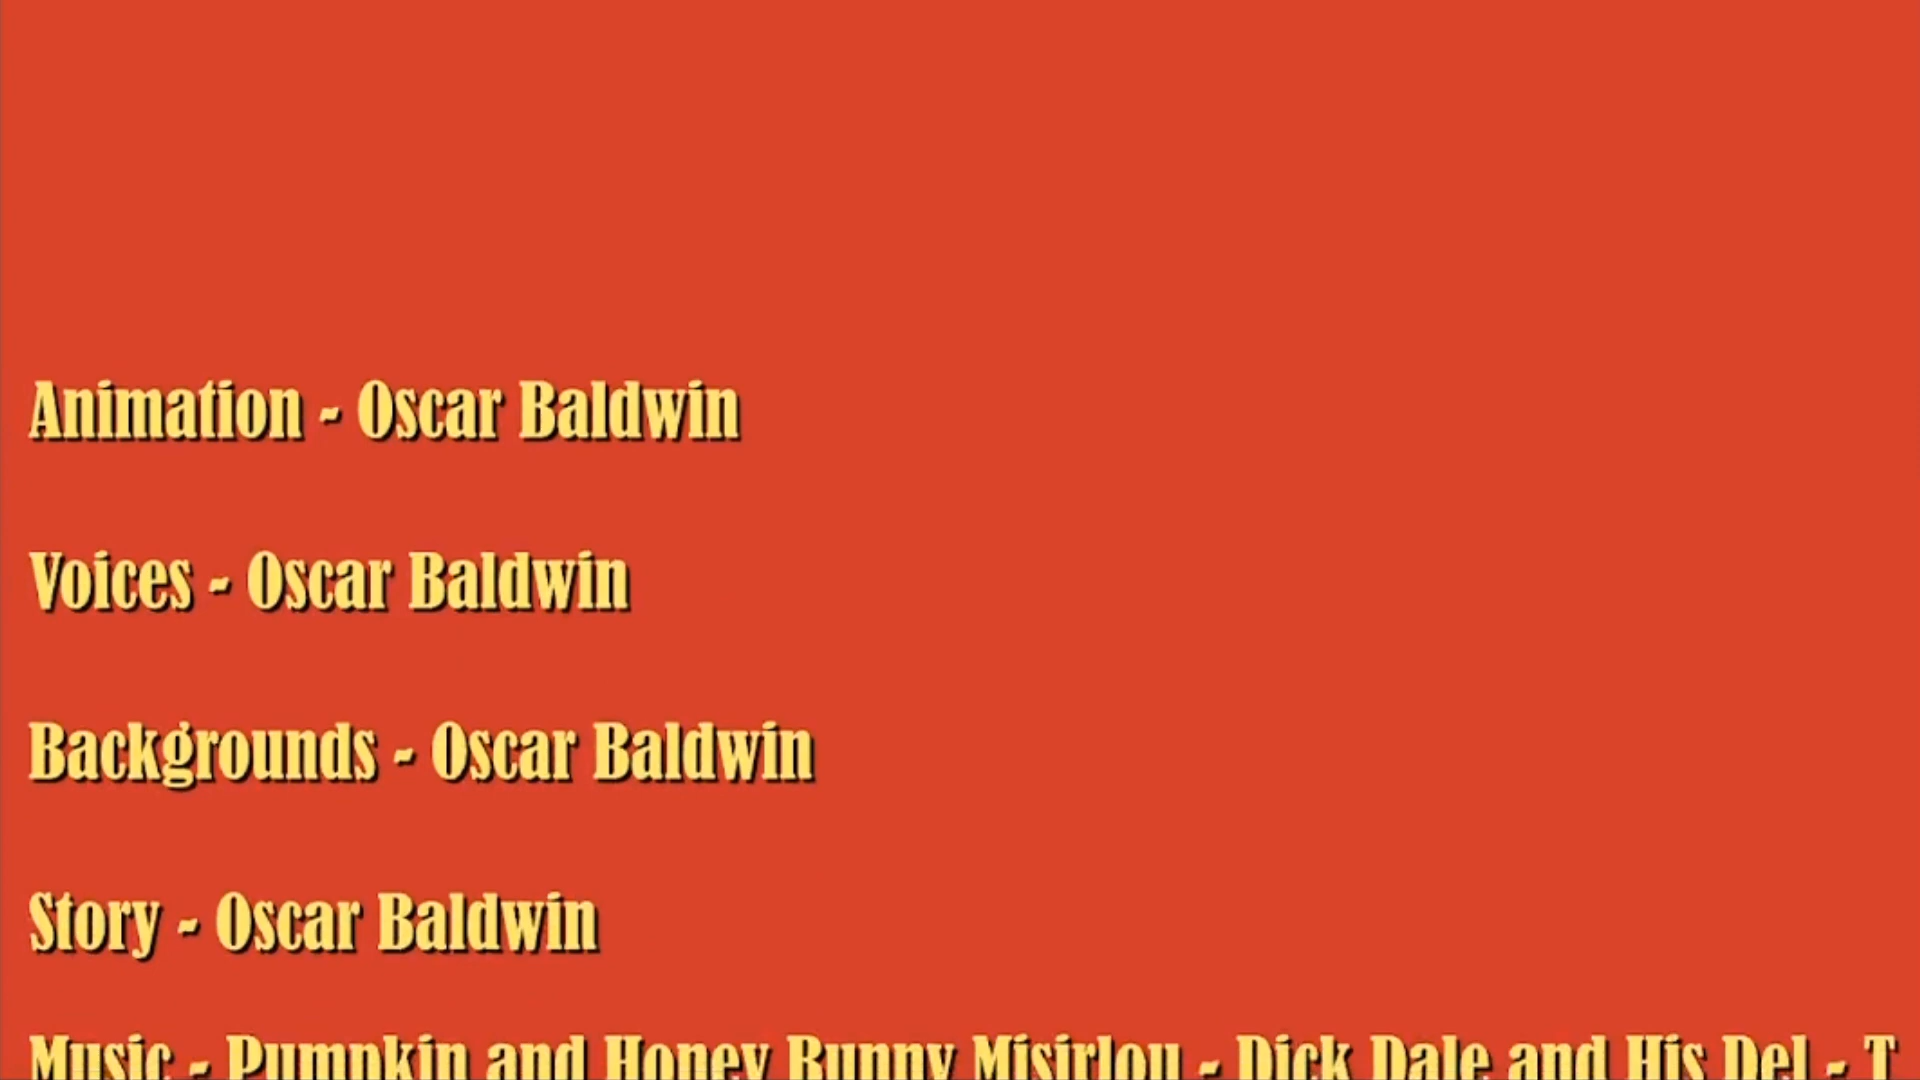 Animation - Oscar Baldwin
Voices - Oscar Baldwin
Backgrounds - Oscar Baldwin
Story - Oscar Baldwin
Music - Pumpkin and Honey Bunny Misirlou - Dick Dale and His Del - T